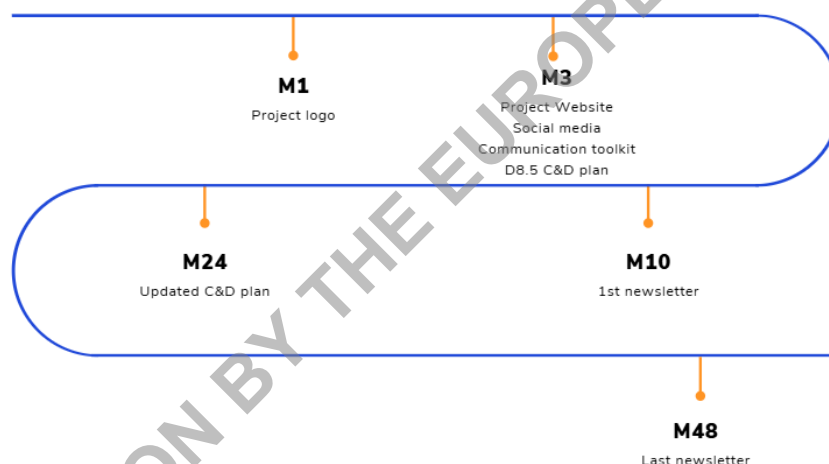 M1
Project logo
M3
Project Website
Social media
Communication toolkit
D8.5 C&D plan
M10
1st newsletter
M24
Updated C&D plan
M48
Last newsletter
ON BY THE EUROPE